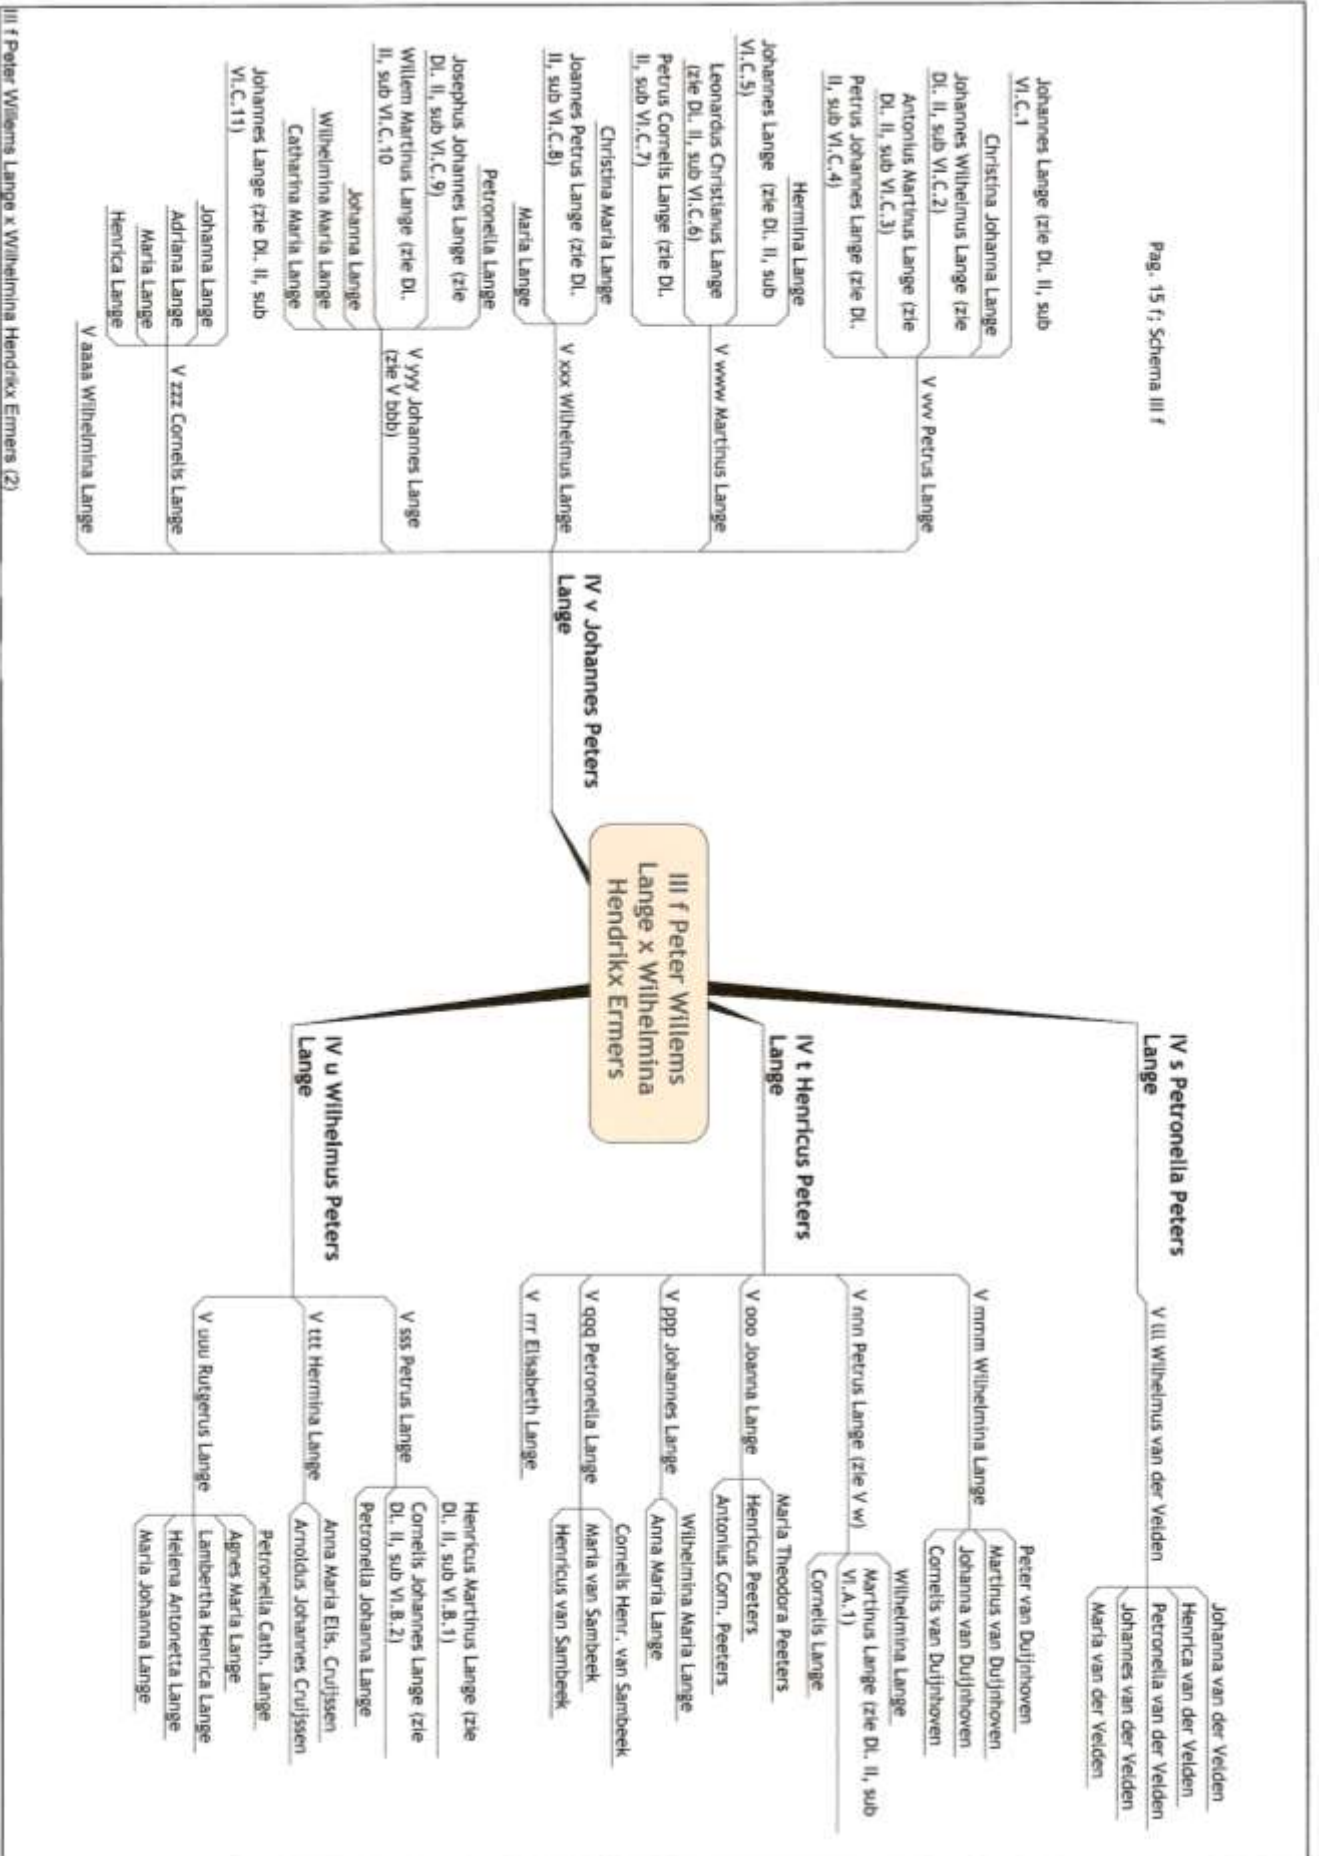 Pag. 15 f; Schema III f
III f Peter Willems
Lange x Wilhelmina
Hendrikx Ermers
IV s Petronella Peters
Lange
V lll Wilhelmus van der Velden
Johanna van der Velden
Henrica van der Velden
Petronella van der Velden
Johannes van der Velden
Maria van der Velden
IV t Henricus Peters
Lange
V mmm Wilhelmina Lange
Peter van Duijnhoven
Martinus van Duijnhoven
Johanna van Duijnhoven
Cornelis van Duijnhoven
V nnn Petrus Lange (zie V w)
Wilhelmina Lange
Martinus Lange (zie Dl. II, sub
VI.A.1)
Cornelis Lange
V ooo Joanna Lange
Maria Theodora Peeters
Henricus Peeters
Antonius Corn. Peeters
V ppp Johannes Lange
Wilhelmina Maria Lange
Anna Maria Lange
V qqq Petronella Lange
Cornelis Henr. van Sambeek
Maria van Sambeek
Henricus van Sambeek
V rrr Elisabeth Lange
IV u Wilhelmus Peters
Lange
V sss Petrus Lange
Henricus Martinus Lange (zie
Dl. II, sub VI.B.1)
Cornelis Johannes Lange (zie
Dl. II, sub VI.B.2)
Petronella Johanna Lange
V ttt Hermina Lange
Anna Maria Elis. Cruijssen
Arnoldus Johannes Cruijssen
V uuu Rutgerus Lange
Petronella Cath. Lange
Agnes Maria Lange
Lambertha Henrica Lange
Helena Antonetta Lange
Maria Johanna Lange
IV v Johannes Peters
Lange
V vvv Petrus Lange
Johannes Lange (zie Dl. II, sub
VI.C.1
Christina Johanna Lange
Johannes Wilhelmus Lange (zie
Dl. II, sub VI.C.2)
Antonius Martinus Lange (zie
Dl. II, sub VI.C.3)
Petrus Johannes Lange (zie Dl.
II, sub VI.C.4)
V www Martinus Lange
Hermina Lange
Johannes Lange (zie Dl. II, sub
VI.C.5)
Leonardus Christianus Lange
(zie Dl. II, sub VI.C.6)
Petrus Cornelis Lange (zie Dl.
II, sub VI.C.7)
V xxx Wilhelmus Lange
Christina Maria Lange
Joannes Petrus Lange (zie Dl.
II, sub VI.C.8)
Maria Lange
V yyy Johannes Lange
(zie V bbb)
Petronella Lange
Josephus Johannes Lange (zie
Dl. II, sub VI.C.9)
Willem Martinus Lange (zie Dl.
II, sub VI.C.10
Johanna Lange
Wilhelmina Maria Lange
Catharina Maria Lange
V zzz Cornelis Lange
Johannes Lange (zie Dl. II, sub
VI.C.11)
Johanna Lange
Adriana Lange
Maria Lange
Henrica Lange
V aaaa Wilhelmina Lange
III f Peter Willems Lange x Wilhelmina Hendrikx Ermers (2)